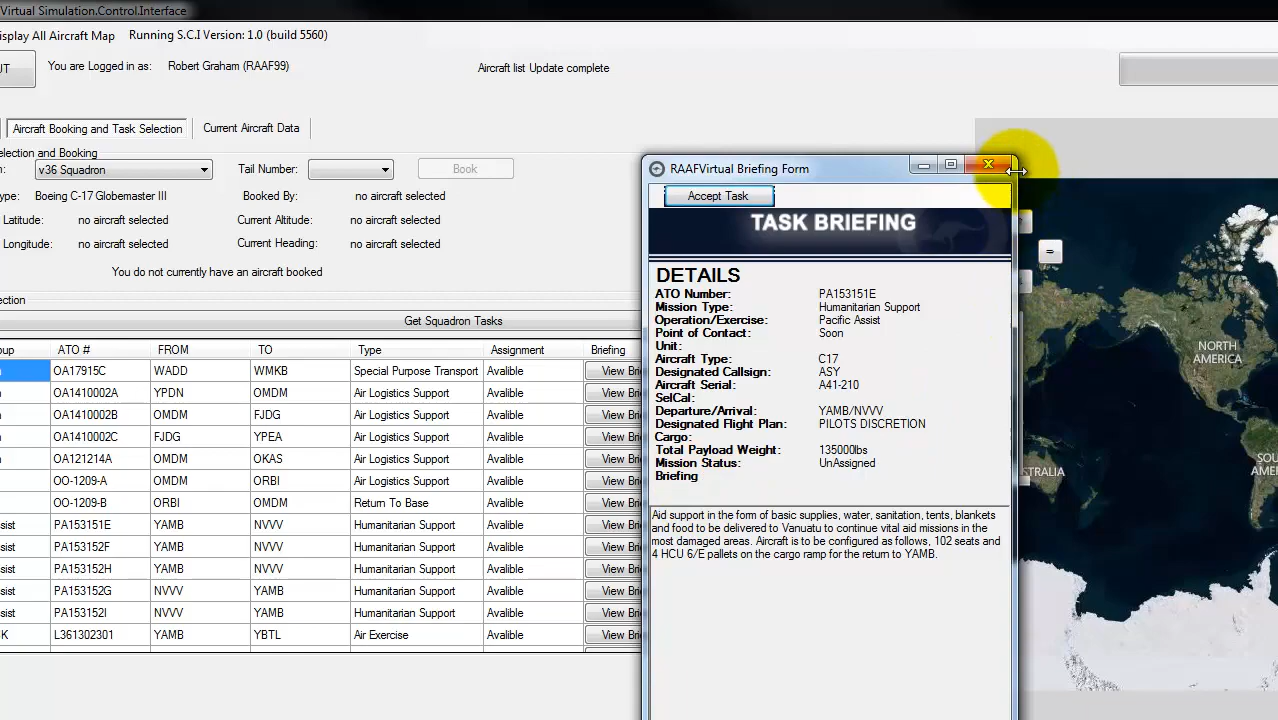 Virtual Simulation.Control.Interface
isplay All Aircraft Map Running S.C.I Version: 1.0 (build 5560)
UT You are Logged in as: Robert Graham (RAAF99) Aircraft list Update complete
Aircraft Booking and Task Selection Current Aircraft Data
election and Booking
n: v36 Squadron Tail Number: Book
ype: Boeing C-17 Globemaster III Booked By: no aircraft selected
Latitude: no aircraft selected Current Altitude: no aircraft selected
Longitude: no aircraft selected Current Heading: no aircraft selected
You do not currently have an aircraft booked
ection
Get Squadron Tasks
oup ATO # FROM TO Type Assignment Briefing
n OA17915C WADD WMKB Special Purpose Transport Avalible View Brie
n OA1410002A YPDN OMDM Air Logistics Support Avalible View Brie
n OA1410002B OMDM FJDG Air Logistics Support Avalible View Brie
n OA1410002C FJDG YPEA Air Logistics Support Avalible View Brie
n OA121214A OMDM OKAS Air Logistics Support Avalible View Brie
OO-1209-A OMDM ORBI Air Logistics Support Avalible View Brie
OO-1209-B ORBI OMDM Return To Base Avalible View Brie
sist PA153151E YAMB NVVV Humanitarian Support Avalible View Brie
sist PA153152F YAMB NVVV Humanitarian Support Avalible View Brie
sist PA153152H YAMB NVVV Humanitarian Support Avalible View Brie
sist PA153152G NVVV YAMB Humanitarian Support Avalible View Brie
sist PA153152I NVVV YAMB Humanitarian Support Avalible View Brie
K L361302301 YAMB YBTL Air Exercise Avalible View Brie
RAAFVirtual Briefing Form
Accept Task
TASK BRIEFING
DETAILS
ATO Number: PA153151E
Mission Type: Humanitarian Support
Operation/Exercise: Pacific Assist
Point of Contact: Soon
Unit:
Aircraft Type: C17
Designated Callsign: ASY
Aircraft Serial: A41-210
SelCal:
Departure/Arrival: YAMB/NVVV
Designated Flight Plan: PILOTS DISCRETION
Cargo:
Total Payload Weight: 135000lbs
Mission Status: UnAssigned
Briefing
Aid support in the form of basic supplies, water, sanitation, tents, blankets
and food to be delivered to Vanuatu to continue vital aid missions in the
most damaged areas. Aircraft is to be configured as follows, 102 seats and
4 HCU 6/E pallets on the cargo ramp for the return to YAMB.
NORTH
AMERICA
SOU
AME
TRALIA